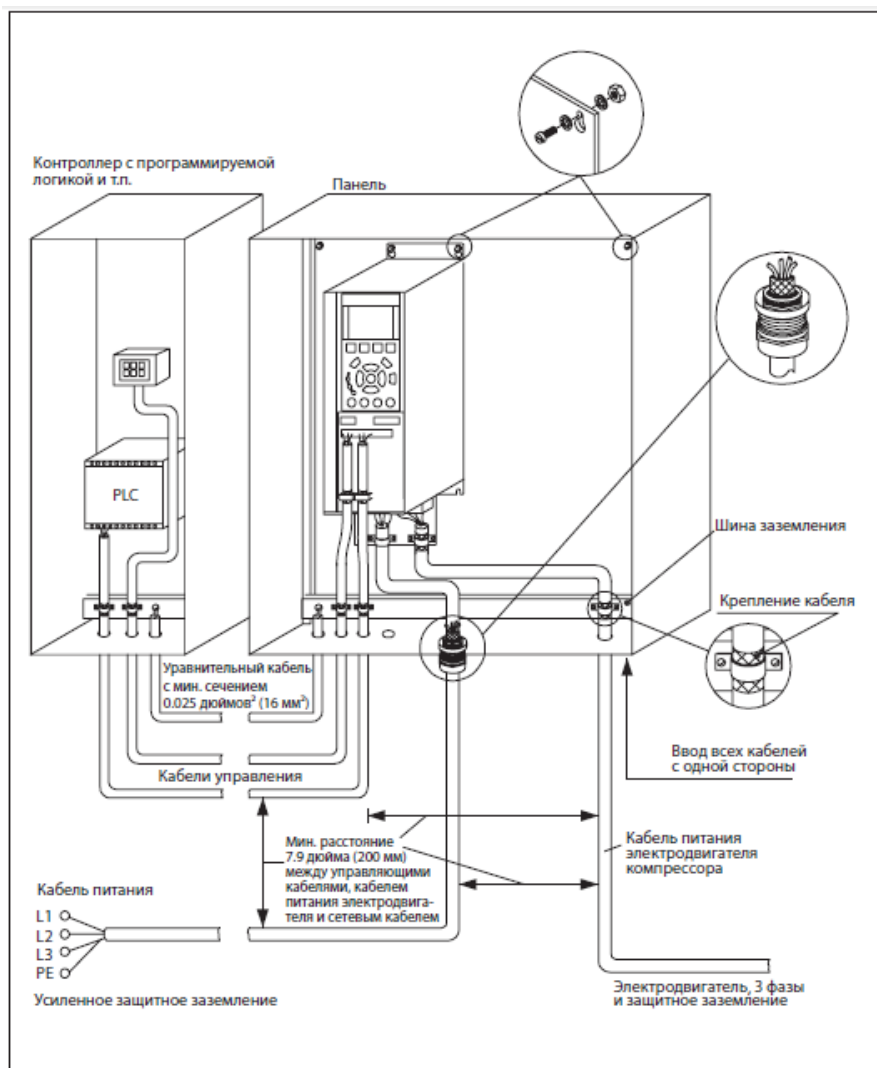 Контроллер с программируемой
логикой и т.п.
Панель
PLC
Шина заземления
Крепление кабеля
Уравнительный кабель
с мин. сечением
0.025 дюймов² (16 мм²)
Ввод всех кабелей
с одной стороны
Кабели управления
Мин. расстояние
7.9 дюйма (200 мм)
между управляющими
кабелями, кабелем
питания электродвига-
теля и сетевым кабелем
Кабель питания
электродвигателя
компрессора
Кабель питания
L1
L2
L3
PE
Усиленное защитное заземление
Электродвигатель, 3 фазы
и защитное заземление